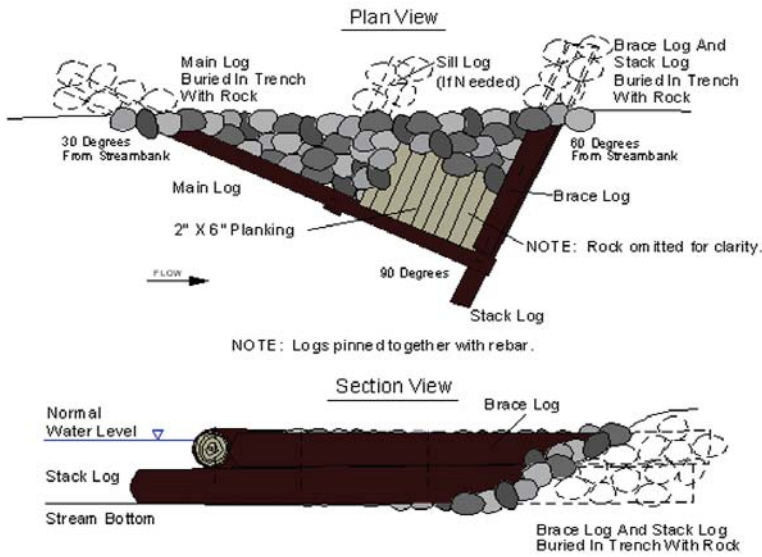 Plan View
Main Log
Buried In Trench
With Rock
Sill Log
(If Needed)
Brace Log And
Stack Log
Buried In Trench
With Rock
30 Degrees
From Streambank
60 Degrees
From Streambank
Main Log
Brace Log
2" X 6" Planking
NOTE: Rock omitted for clarity.
FLOW
90 Degrees
Stack Log
NOTE: Logs pinned together with rebar.
Section View
Normal
Water Level
Brace Log
Stack Log
Stream Bottom
Brace Log And Stack Log
Buried In Trench With Rock